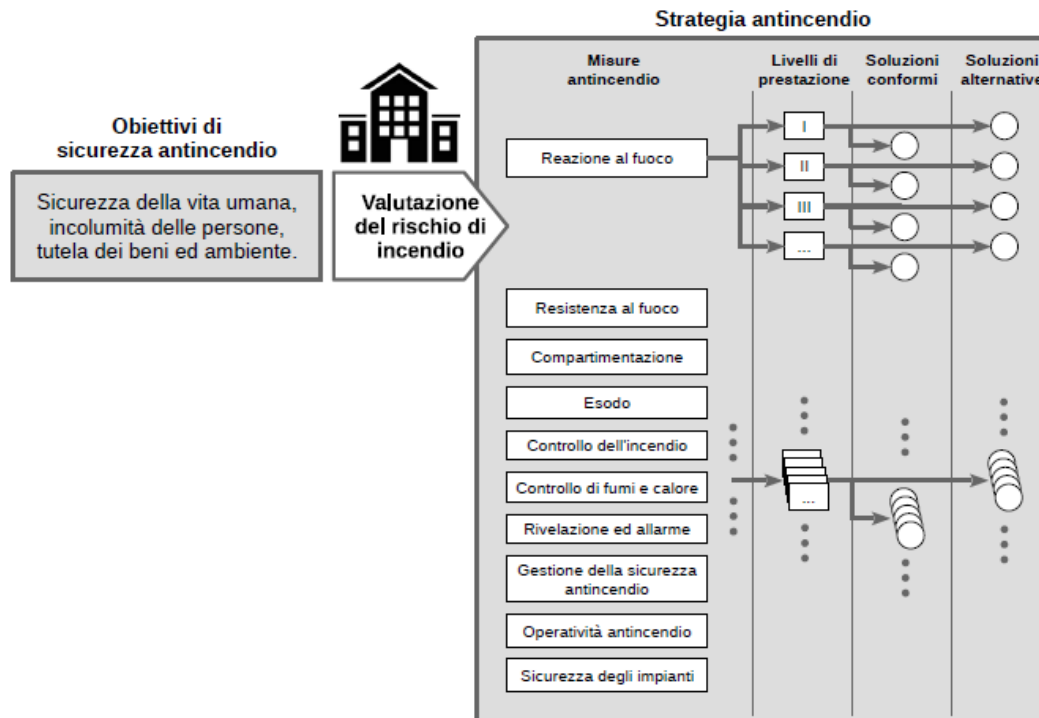 Strategia antincendio
Misure
antincendio
Livelli di
prestazione
Soluzioni
conformi
Soluzioni
alternative
Obiettivi di
sicurezza antincendio
Sicurezza della vita umana,
incolumità delle persone,
tutela dei beni ed ambiente.
Valutazione
del rischio di
incendio
Reazione al fuoco
I
II
III
...
Resistenza al fuoco
Compartimentazione
Esodo
Controllo dell'incendio
Controllo di fumi e calore
...
Rivelazione ed allarme
Gestione della sicurezza
antincendio
Operatività antincendio
Sicurezza degli impianti